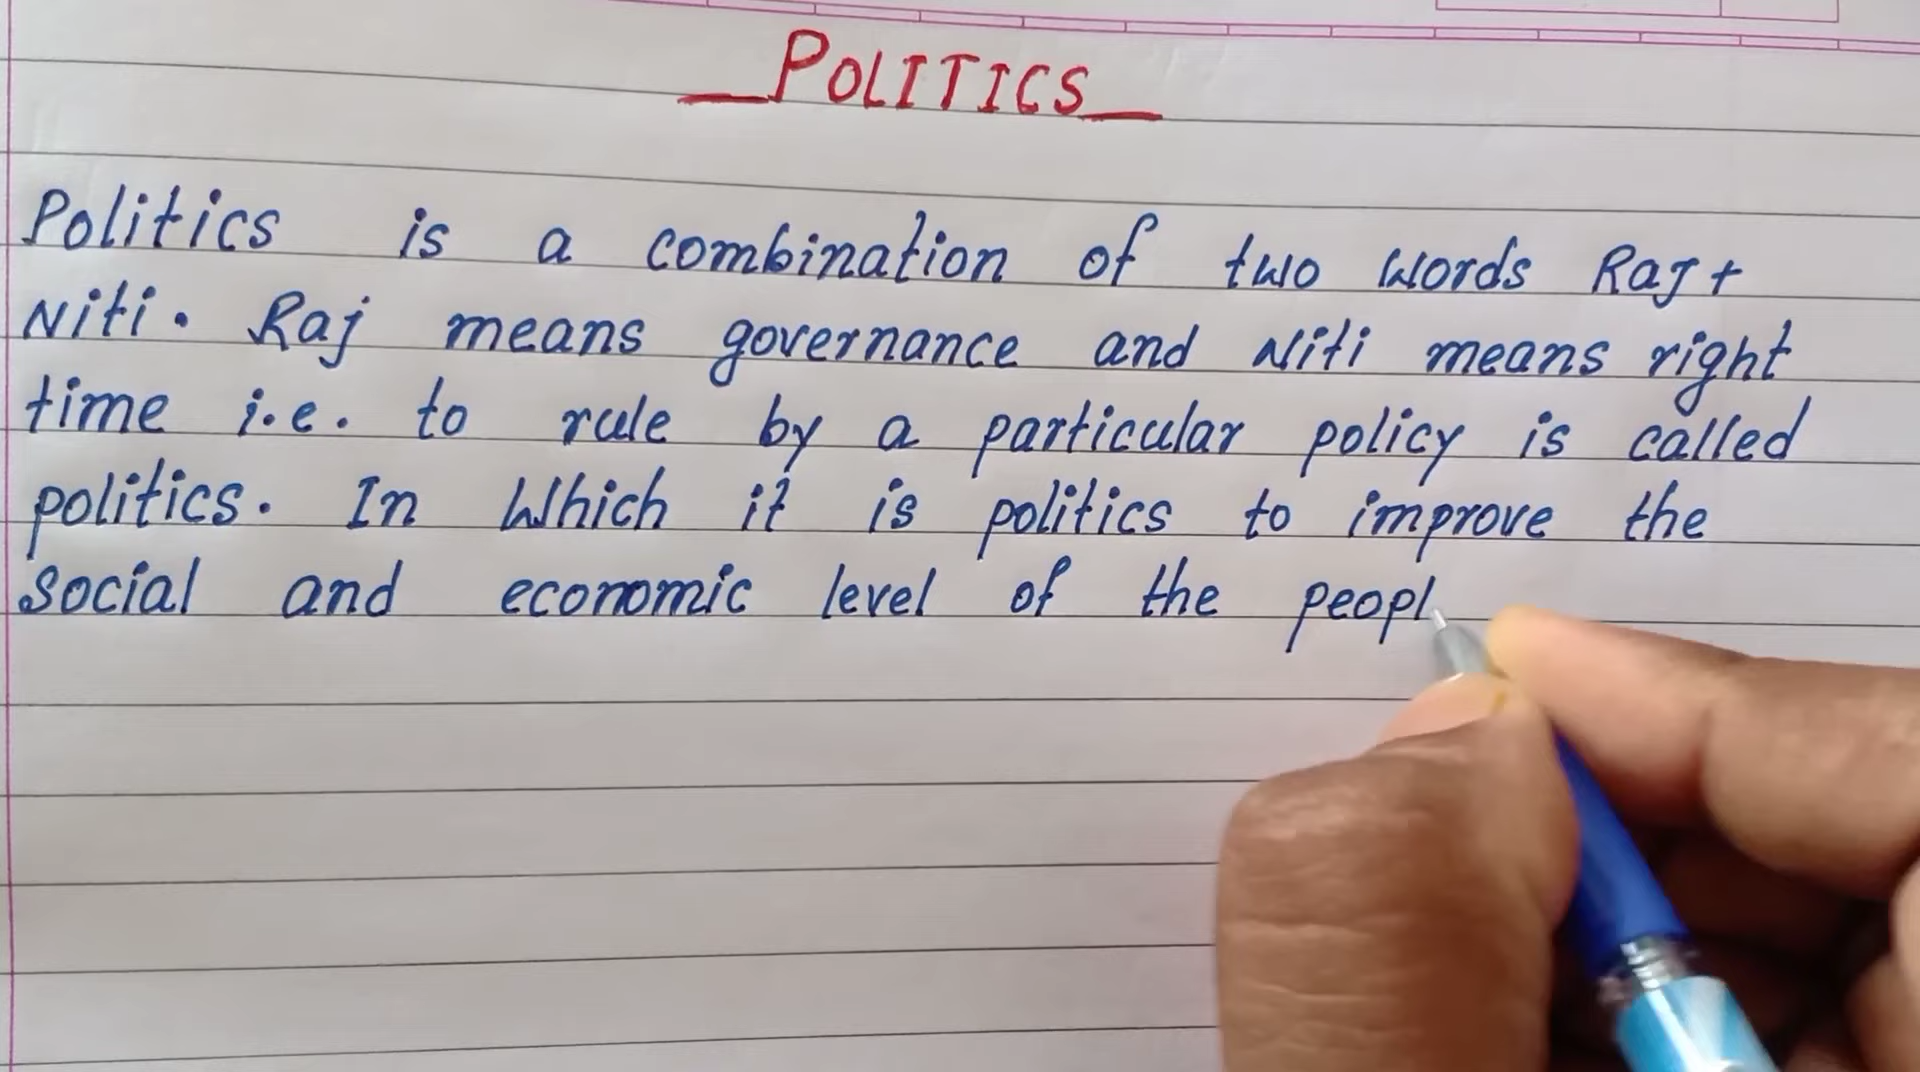 POLITICS
Politics is a combination of two words Raj +
Niti. Raj means governance and Niti means right
time i.e. to rule by a particular policy is called
politics. In Which it is politics to improve the
social and economic level of the peopl